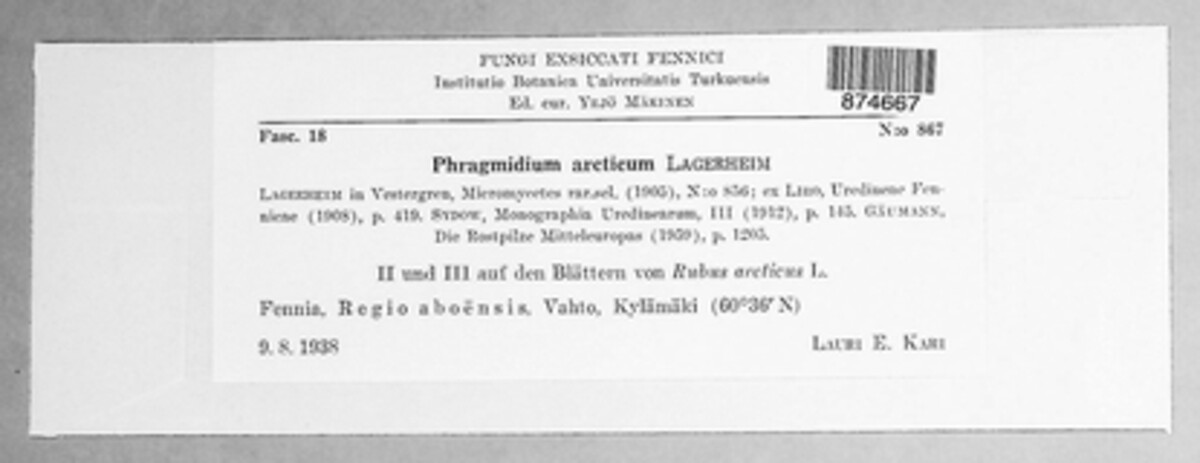 FUNGI EXSICCATI FENNICI
Institutio Botanica Universitatis Turkuensis
Ed. cur. YRJÖ MÄKINEN
874667
Fasc. 18
N:o 867
Phragmidium arcticum LAGERHEIM
LAGERHEIM in Vestergren, Micromycetes rar.sel. (1905), N:o 856; ex LIRO, Uredineae Fen-
nicae (1908), p. 419. SYDOW, Monographia Uredinearum, III (1912), p. 145. GÄUMANN,
Die Rostpilze Mitteleuropas (1959), p. 1205.
II und III auf den Blättern von Rubus arcticus L.
Fennia, Regio aboënsis, Vahto, Kylämäki (60°36' N)
9. 8. 1938
LAURI E. KARI